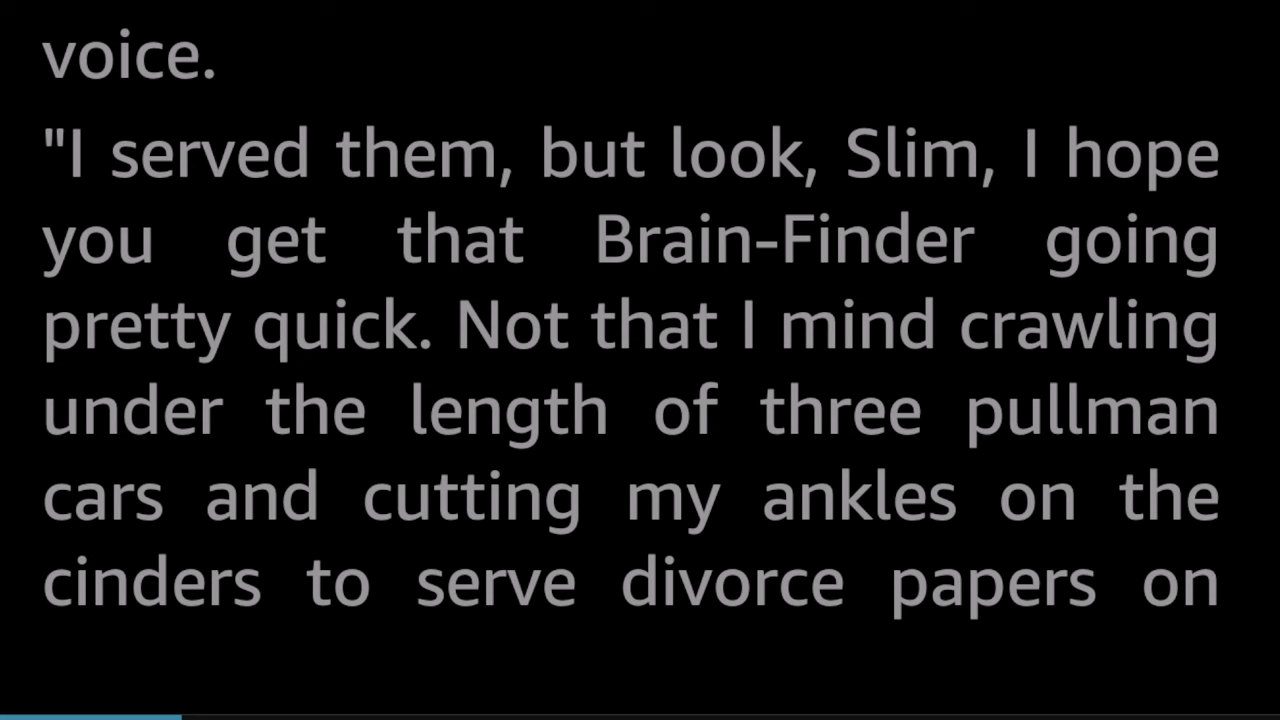 voice.
"I served them, but look, Slim, I hope
you get that Brain-Finder going
pretty quick. Not that I mind crawling
under the length of three pullman
cars and cutting my ankles on the
cinders to serve divorce papers on